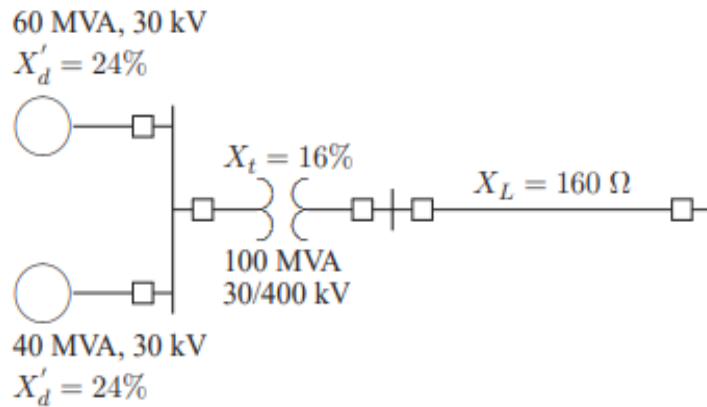 60 MVA, 30 kV
X'_d = 24%
X_t = 16%
X_L = 160 Ω
100 MVA
30/400 kV
40 MVA, 30 kV
X'_d = 24%